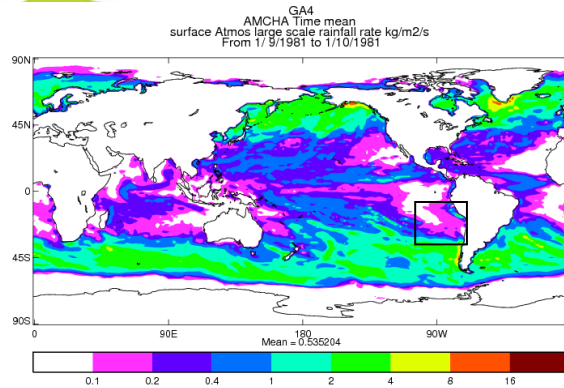 GA4
AMCHA Time mean
surface Atmos large scale rainfall rate kg/m2/s
From 1/ 9/1981 to 1/10/1981
90N
45N
0
45S
90S
0 90E 180 90W
Mean = 0.535204
0.1 0.2 0.4 1 2 4 8 16